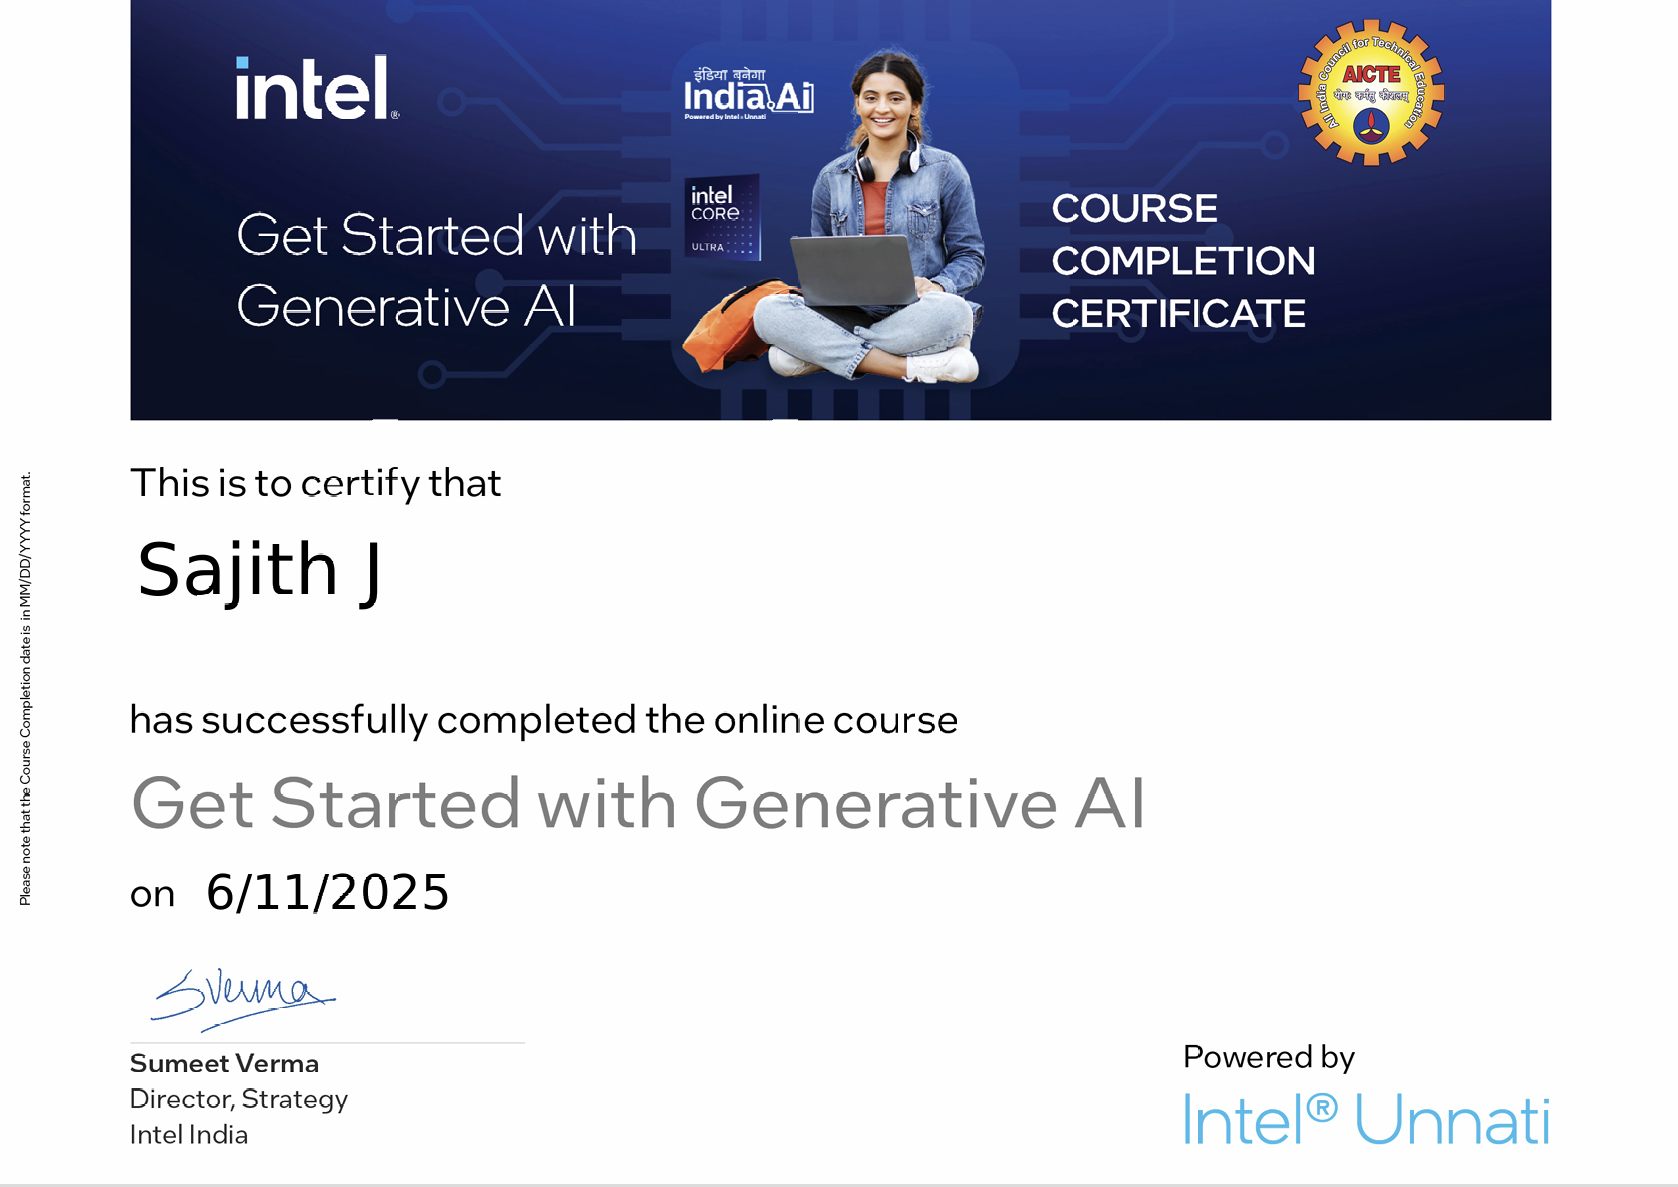 intel®
इंडिया बनेगा
India.Ai
Powered by Intel® Unnati
All India Council for Technical Education
AICTE
योगः कर्मसु कौशलम्
intel
CORE
ULTRA
Get Started with
Generative AI
COURSE
COMPLETION
CERTIFICATE
This is to certify that
Sajith J
has successfully completed the online course
Get Started with Generative AI
on 6/11/2025
SVerma
Sumeet Verma
Director, Strategy
Intel India
Powered by
Intel® Unnati
Please note that the Course Completion date is in MM/DD/YYYY format.